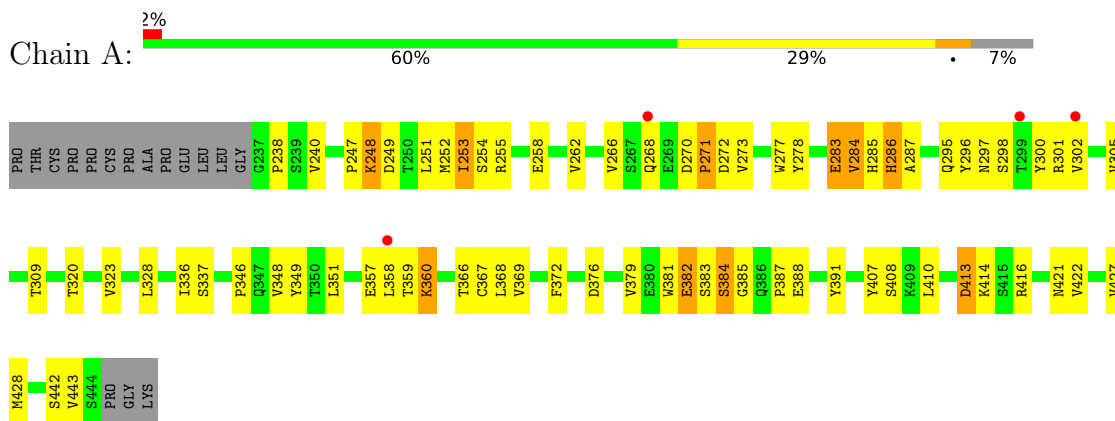 2%
Chain A:
60% 29% • 7%
PRO THR CYS PRO PRO CYS PRO ALA PRO GLU LEU LEU GLY G237 P238 S239 V240 P247 K248 D249 T250 L251 M252 I253 S254 R255 E258 V262 V266 S267 Q268 E269 D270 P271 D272 V273 W277 Y278 E283 V284 H285 H286 A287 Q295 Y296 N297 S298 T299 Y300 R301 V302 V305
T309 T320 V323 L328 I336 S337 P346 Q347 V348 Y349 T350 L351 E357 L358 T359 K360 T366 C367 L368 V369 F372 D376 V379 E380 W381 E382 S383 S384 G385 Q386 P387 E388 Y391 Y407 S408 K409 L410 D413 K414 S415 R416 N421 V422 V427
M428 S442 V443 S444 PRO GLY LYS